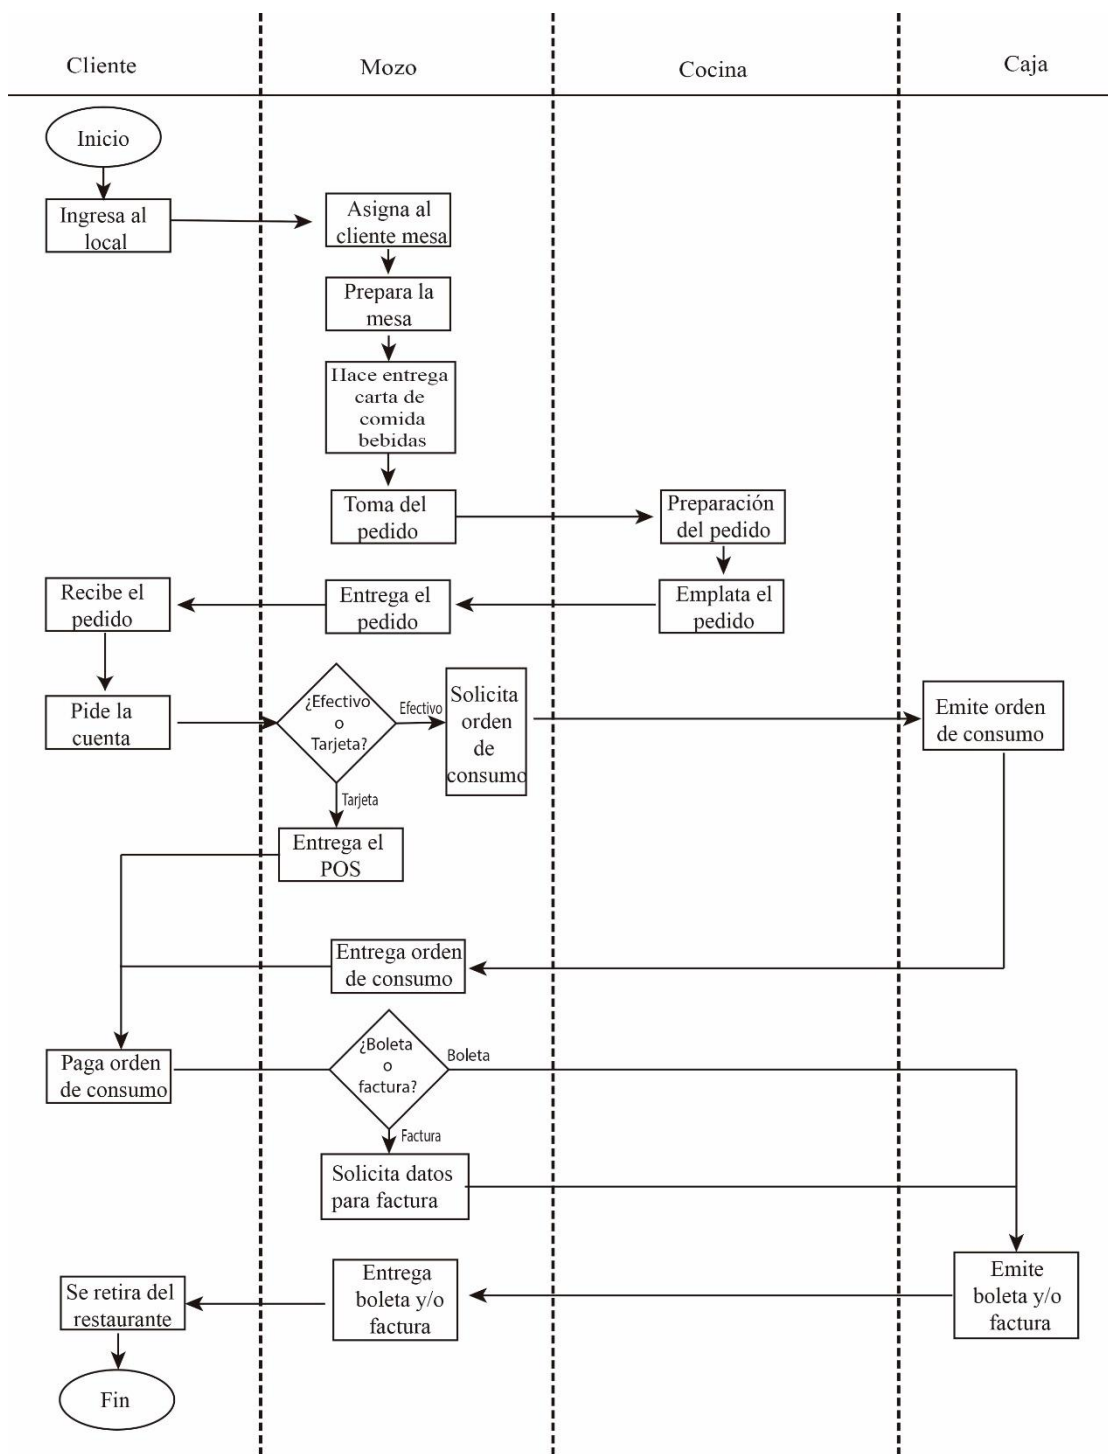 Cliente
Mozo
Cocina
Caja
Inicio
Ingresa al
local
Asigna al
cliente mesa
Prepara la
mesa
Hace entrega
carta de
comida
bebidas
Toma del
pedido
Preparación
del pedido
Recibe el
pedido
Entrega el
pedido
Emplata el
pedido
Pide la
cuenta
¿Efectivo
o
Tarjeta?
Efectivo
Solicita
orden
de
consumo
Emite orden
de consumo
Tarjeta
Entrega el
POS
Entrega orden
de consumo
Paga orden
de consumo
¿Boleta
o
factura?
Boleta
Factura
Solicita datos
para factura
Se retira del
restaurante
Entrega
boleta y/o
factura
Emite
boleta y/o
factura
Fin